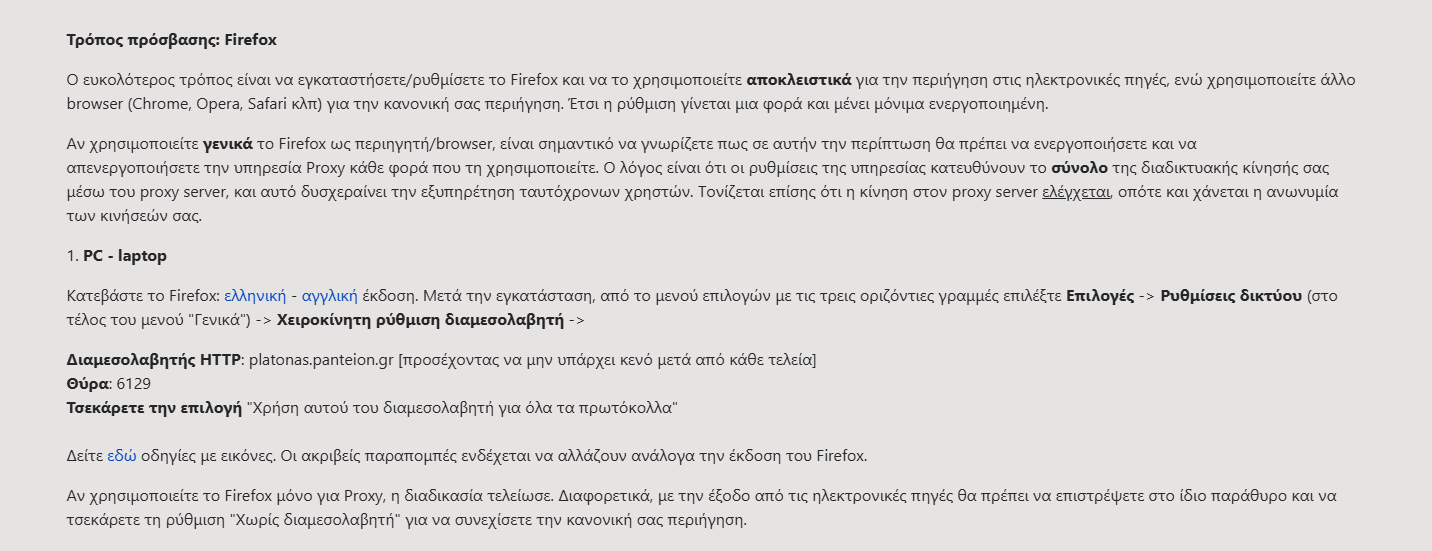 Τρόπος πρόσβασης: Firefox
Ο ευκολότερος τρόπος είναι να εγκαταστήσετε/ρυθμίσετε το Firefox και να το χρησιμοποιείτε αποκλειστικά για την περιήγηση στις ηλεκτρονικές πηγές, ενώ χρησιμοποιείτε άλλο
browser (Chrome, Opera, Safari κλπ) για την κανονική σας περιήγηση. Έτσι η ρύθμιση γίνεται μια φορά και μένει μόνιμα ενεργοποιημένη.
Αν χρησιμοποιείτε γενικά το Firefox ως περιηγητή/browser, είναι σημαντικό να γνωρίζετε πως σε αυτήν την περίπτωση θα πρέπει να ενεργοποιήσετε και να
απενεργοποιήσετε την υπηρεσία Proxy κάθε φορά που τη χρησιμοποιείτε. Ο λόγος είναι ότι οι ρυθμίσεις της υπηρεσίας κατευθύνουν το σύνολο της διαδικτυακής κίνησής σας
μέσω του proxy server, και αυτό δυσχεραίνει την εξυπηρέτηση ταυτόχρονων χρηστών. Τονίζεται επίσης ότι η κίνηση στον proxy server ελέγχεται, οπότε και χάνεται η ανωνυμία
των κινήσεών σας.
1. PC - laptop
Κατεβάστε το Firefox: ελληνική - αγγλική έκδοση. Μετά την εγκατάσταση, από το μενού επιλογών με τις τρεις οριζόντιες γραμμές επιλέξτε Επιλογές -> Ρυθμίσεις δικτύου (στο
τέλος του μενού "Γενικά") -> Χειροκίνητη ρύθμιση διαμεσολαβητή ->
Διαμεσολαβητής HTTP: platonas.panteion.gr [προσέχοντας να μην υπάρχει κενό μετά από κάθε τελεία]
Θύρα: 6129
Τσεκάρετε την επιλογή "Χρήση αυτού του διαμεσολαβητή για όλα τα πρωτόκολλα"
Δείτε εδώ οδηγίες με εικόνες. Οι ακριβείς παραπομπές ενδέχεται να αλλάζουν ανάλογα την έκδοση του Firefox.
Αν χρησιμοποιείτε το Firefox μόνο για Proxy, η διαδικασία τελείωσε. Διαφορετικά, με την έξοδο από τις ηλεκτρονικές πηγές θα πρέπει να επιστρέψετε στο ίδιο παράθυρο και να
τσεκάρετε τη ρύθμιση "Χωρίς διαμεσολαβητή" για να συνεχίσετε την κανονική σας περιήγηση.